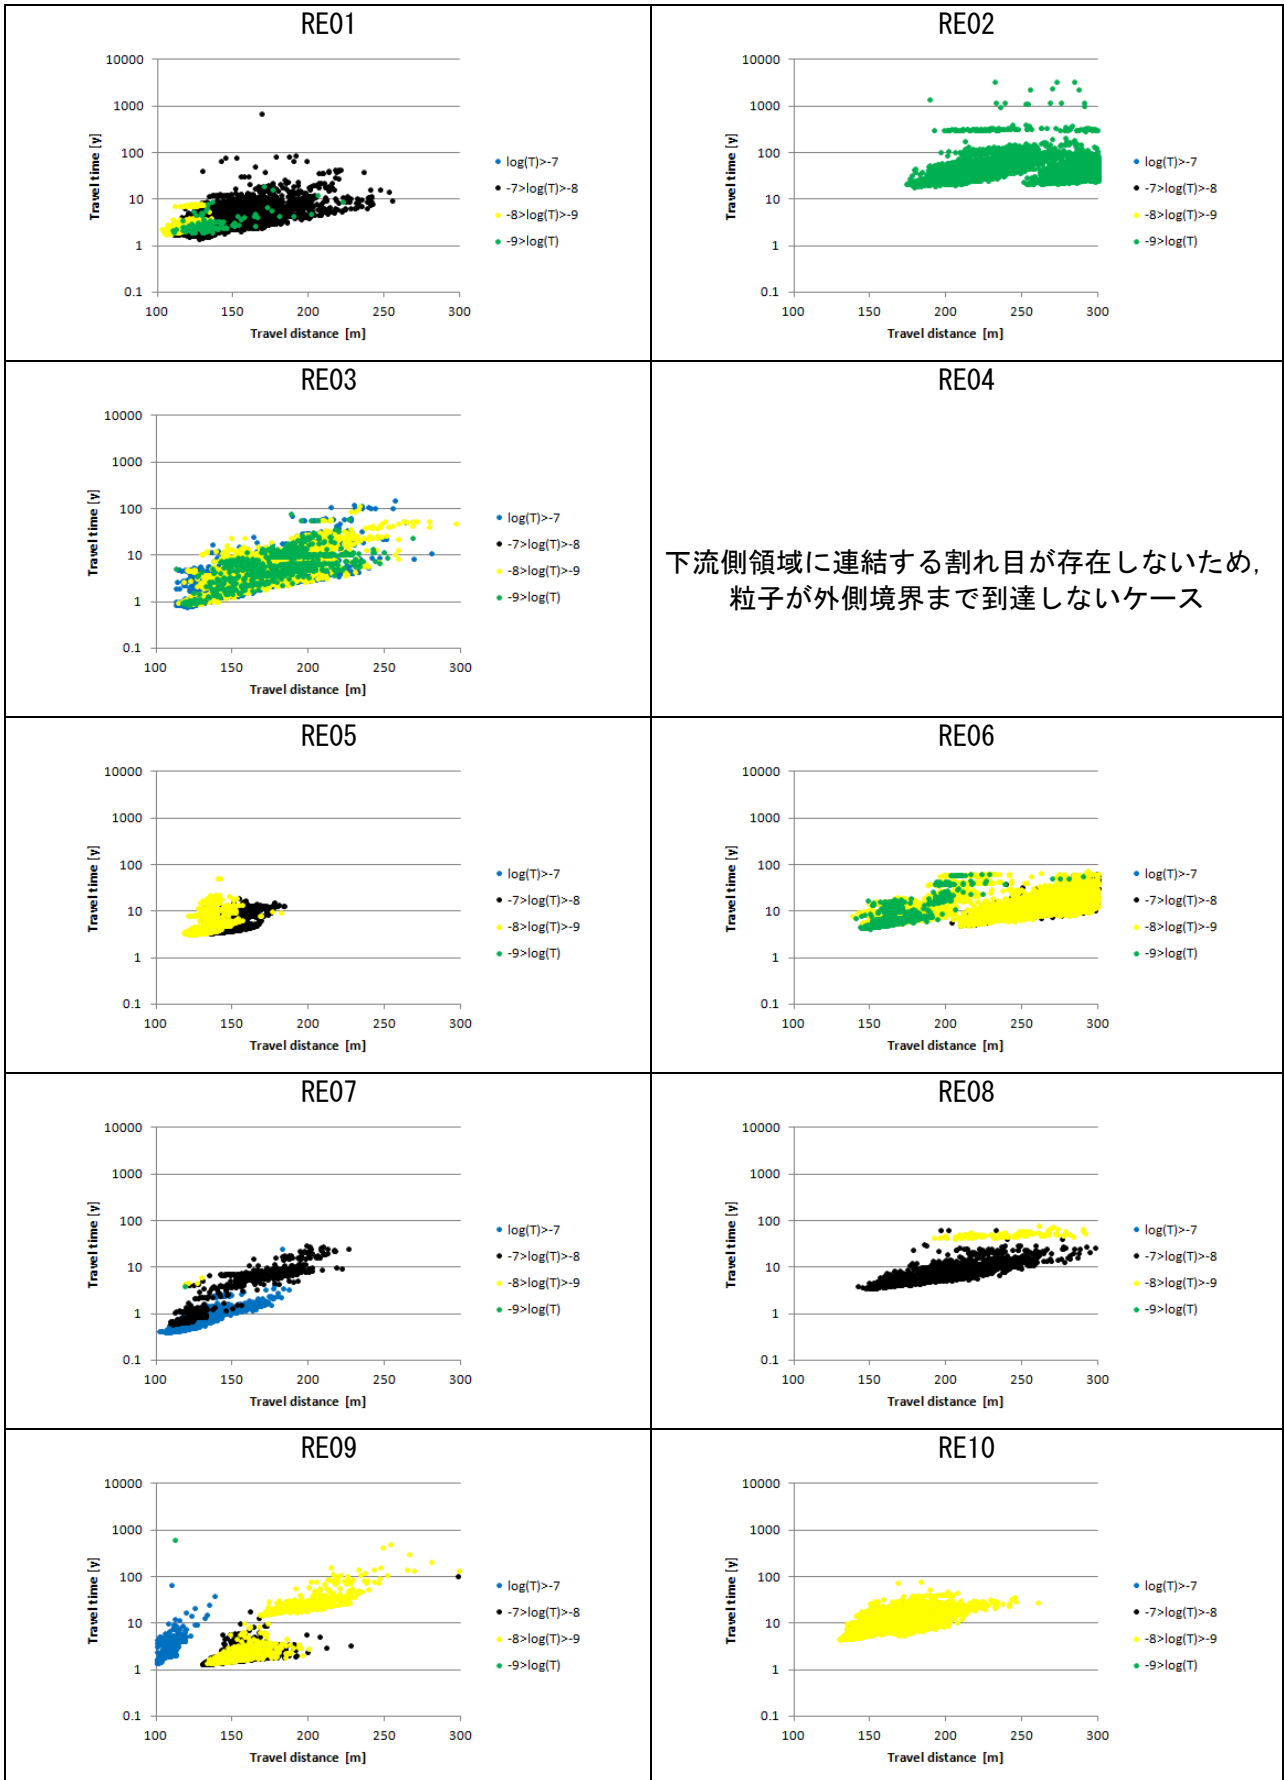 RE01
10000
1000
100
10
1
0.1
Travel time [y]
100 150 200 250 300
Travel distance [m]
log(T)>-7
-7>log(T)>-8
-8>log(T)>-9
-9>log(T)
RE02
10000
1000
100
10
1
0.1
Travel time [y]
100 150 200 250 300
Travel distance [m]
log(T)>-7
-7>log(T)>-8
-8>log(T)>-9
-9>log(T)
RE03
10000
1000
100
10
1
0.1
Travel time [y]
100 150 200 250 300
Travel distance [m]
log(T)>-7
-7>log(T)>-8
-8>log(T)>-9
-9>log(T)
RE04
下流側領域に連結する割れ目が存在しないため，
粒子が外側境界まで到達しないケース
RE05
10000
1000
100
10
1
0.1
Travel time [y]
100 150 200 250 300
Travel distance [m]
log(T)>-7
-7>log(T)>-8
-8>log(T)>-9
-9>log(T)
RE06
10000
1000
100
10
1
0.1
Travel time [y]
100 150 200 250 300
Travel distance [m]
log(T)>-7
-7>log(T)>-8
-8>log(T)>-9
-9>log(T)
RE07
10000
1000
100
10
1
0.1
Travel time [y]
100 150 200 250 300
Travel distance [m]
log(T)>-7
-7>log(T)>-8
-8>log(T)>-9
-9>log(T)
RE08
10000
1000
100
10
1
0.1
Travel time [y]
100 150 200 250 300
Travel distance [m]
log(T)>-7
-7>log(T)>-8
-8>log(T)>-9
-9>log(T)
RE09
10000
1000
100
10
1
0.1
Travel time [y]
100 150 200 250 300
Travel distance [m]
log(T)>-7
-7>log(T)>-8
-8>log(T)>-9
-9>log(T)
RE10
10000
1000
100
10
1
0.1
Travel time [y]
100 150 200 250 300
Travel distance [m]
log(T)>-7
-7>log(T)>-8
-8>log(T)>-9
-9>log(T)